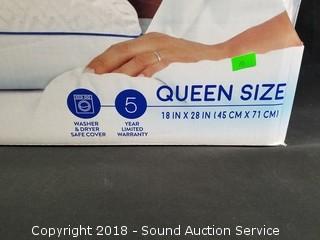 QUEEN SIZE
18 IN X 28 IN (45 CM X 71 CM)
5
WASHER
& DRYER
SAFE COVER
YEAR
LIMITED
WARRANTY
Copyright 2018 - Sound Auction Service